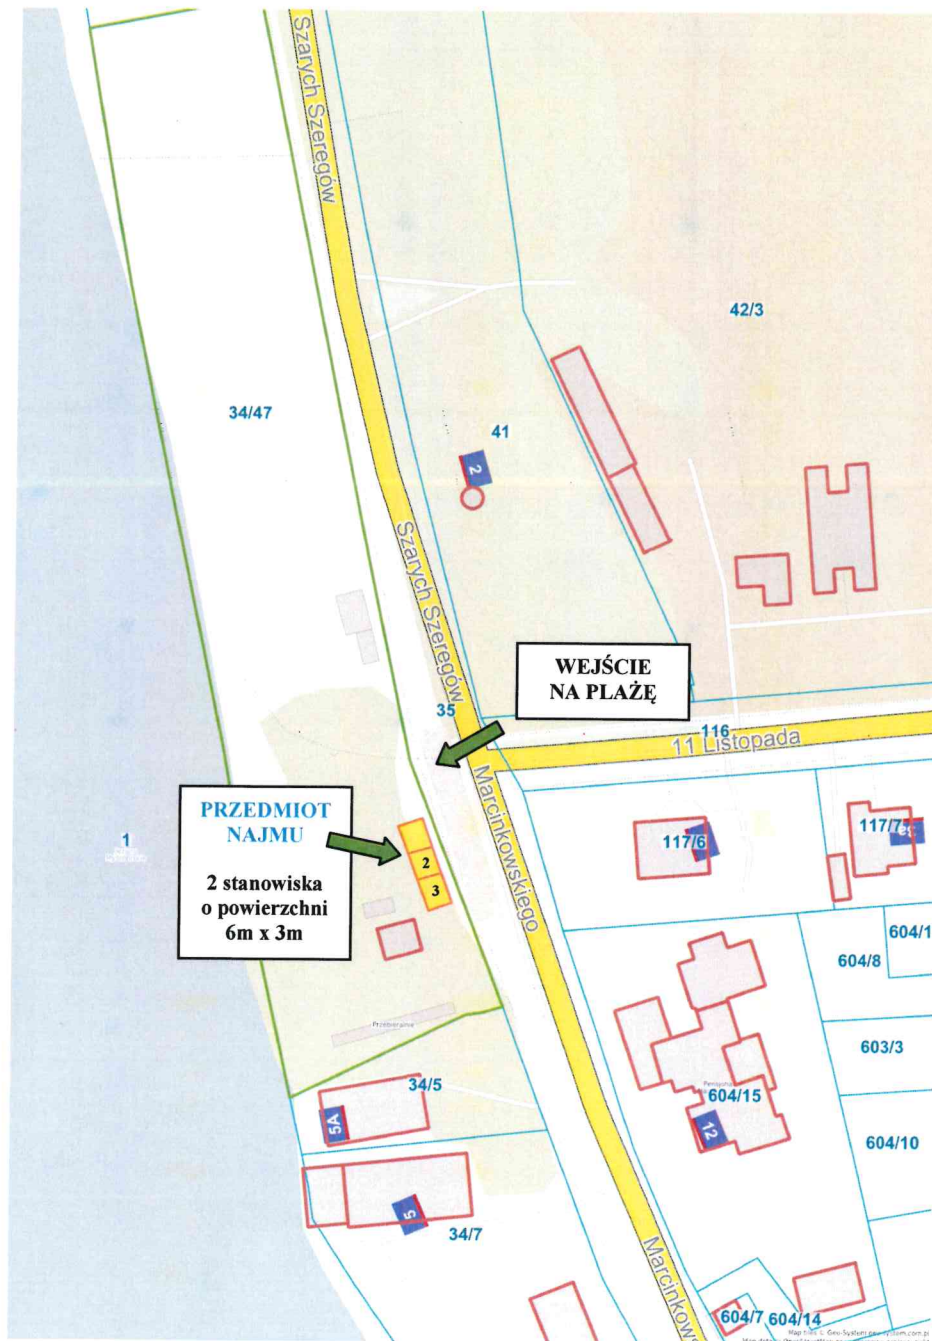 Szarych Szeregów
42/3
34/47
41
2
Szarych Szeregów
WEJŚCIE
NA PLAŻĘ
35
116
11 Listopada
PRZEDMIOT
NAJMU
2 stanowiska
o powierzchni
6m x 3m
1
2
3
Marcinkowskiego
117/6
117/7
604/1
604/8
Przebieralnie
603/3
34/5
604/15
5A
12
604/10
5
34/7
Marcinkows
604/7
604/14